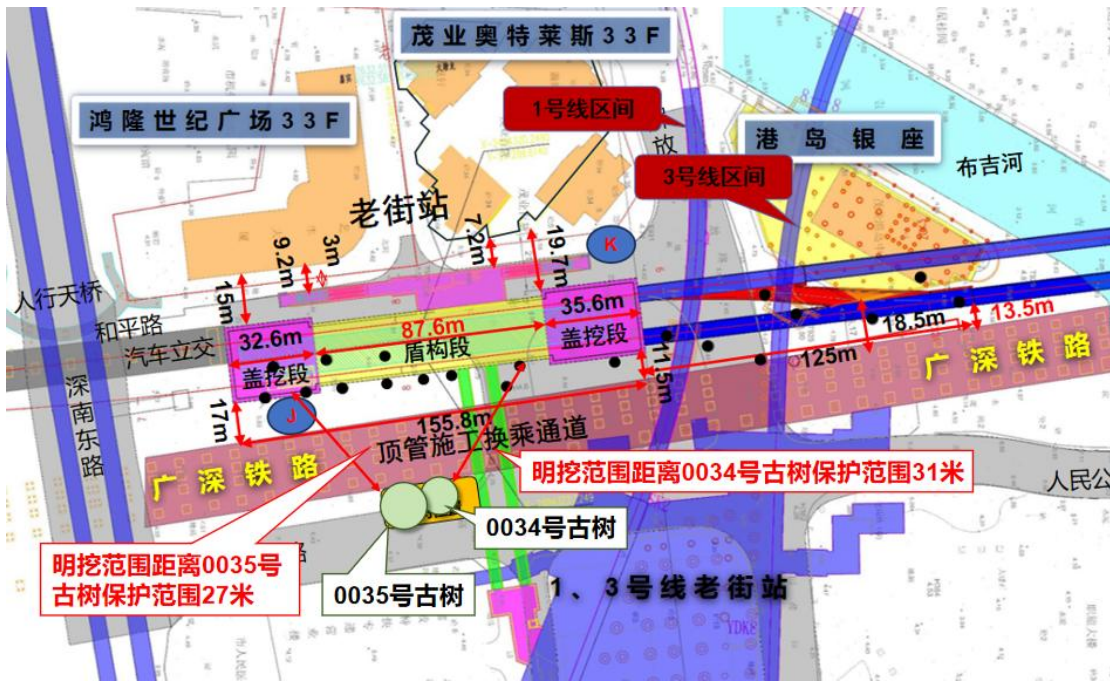 茂业奥特莱斯33F
鸿隆世纪广场33F
1号线区间
港岛银座
3号线区间
布吉河
老街站
K
9.2m
3m
7.2m
19.7m
15m
人行天桥
和平路
汽车立交
32.6m
87.6m
35.6m
盖挖段
盾构段
盖挖段
18.5m
13.5m
125m
11.5m
广深铁路
深南东路
17m
J
155.8m
顶管施工换乘通道
广深铁路
明挖范围距离0034号古树保护范围31米
人民公
0034号古树
路
明挖范围距离0035号
古树保护范围27米
0035号古树
1、3号线老街站